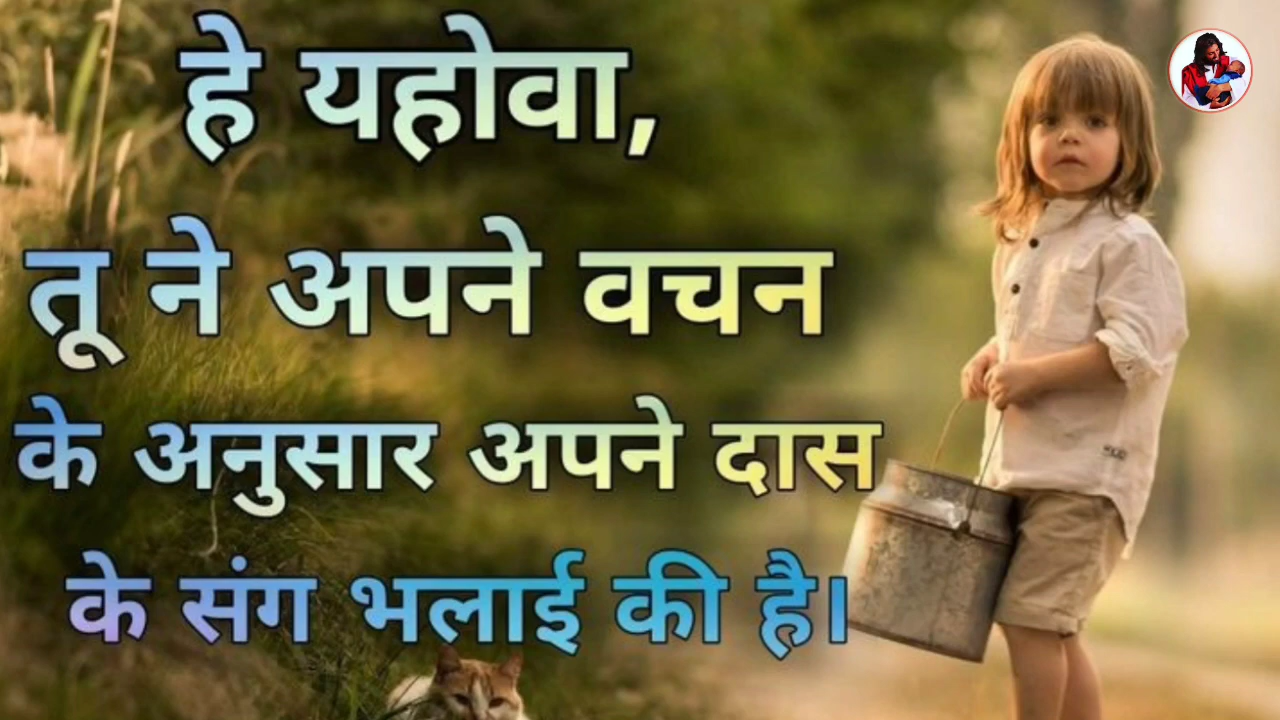 हे यहोवा,
तू ने अपने वचन
के अनुसार अपने दास
के संग भलाई की है।